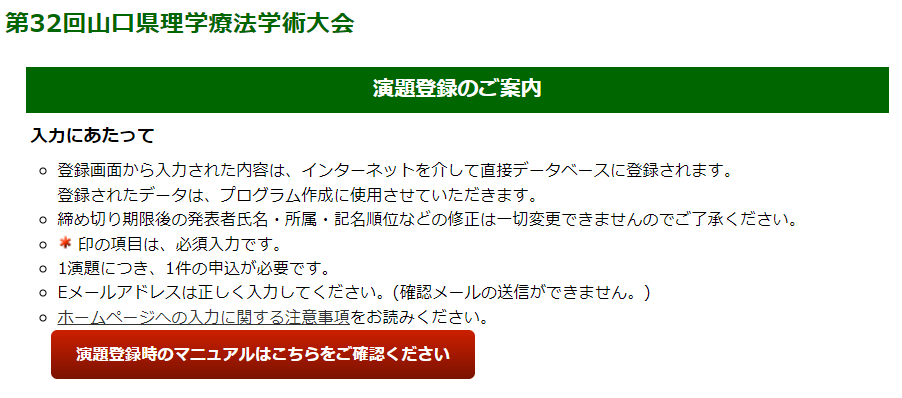 第32回山口県理学療法学術大会
演題登録のご案内
入力にあたって
登録画面から入力された内容は、インターネットを介して直接データベースに登録されます。
登録されたデータは、プログラム作成に使用させていただきます。
締め切り期限後の発表者氏名・所属・記名順位などの修正は一切変更できませんのでご了承ください。
* 印の項目は、必須入力です。
1演題につき、1件の申込が必要です。
Eメールアドレスは正しく入力してください。(確認メールの送信ができません。)
ホームページへの入力に関する注意事項をお読みください。
演題登録時のマニュアルはこちらをご確認ください